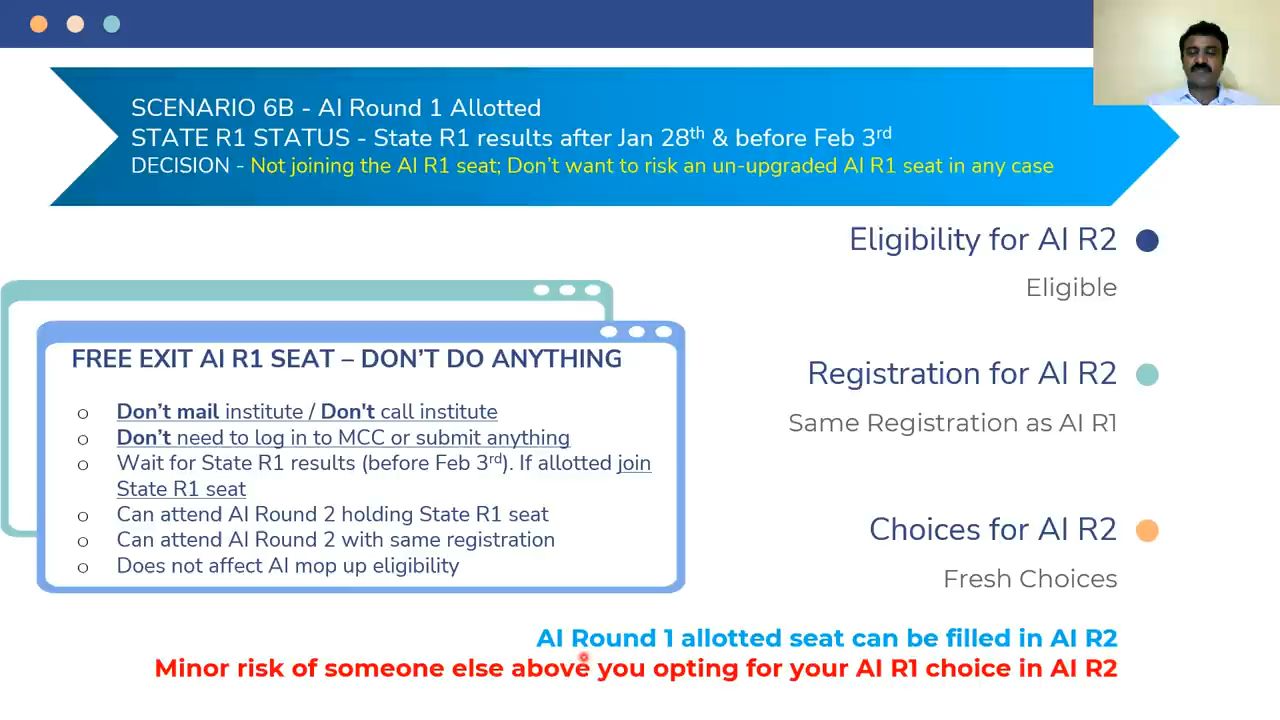 SCENARIO 6B - AI Round 1 Allotted
STATE R1 STATUS - State R1 results after Jan 28th & before Feb 3rd
DECISION - Not joining the AI R1 seat; Don't want to risk an un-upgraded AI R1 seat in any case
FREE EXIT AI R1 SEAT – DON'T DO ANYTHING
o Don't mail institute / Don't call institute
o Don't need to log in to MCC or submit anything
o Wait for State R1 results (before Feb 3rd). If allotted join
State R1 seat
o Can attend AI Round 2 holding State R1 seat
o Can attend AI Round 2 with same registration
o Does not affect AI mop up eligibility
Eligibility for AI R2
Eligible
Registration for AI R2
Same Registration as AI R1
Choices for AI R2
Fresh Choices
AI Round 1 allotted seat can be filled in AI R2
Minor risk of someone else above you opting for your AI R1 choice in AI R2